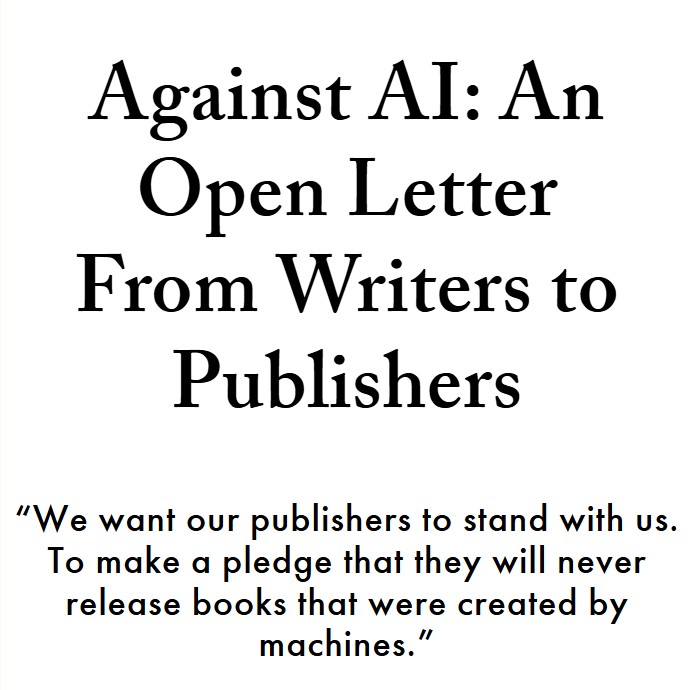 Against AI: An
Open Letter
From Writers to
Publishers
“We want our publishers to stand with us.
To make a pledge that they will never
release books that were created by
machines.”